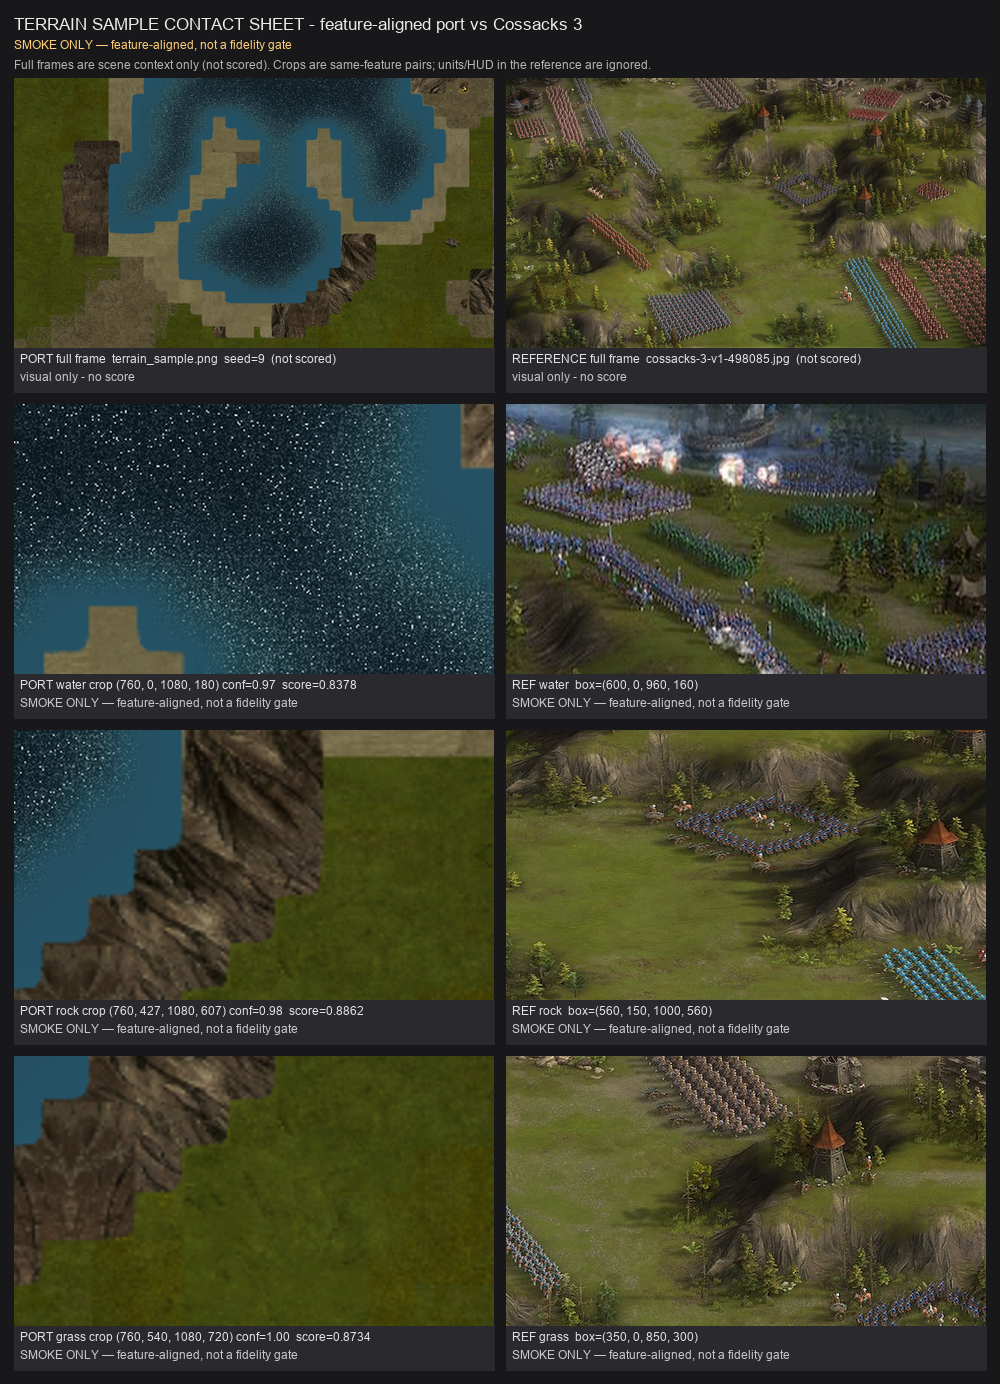 TERRAIN SAMPLE CONTACT SHEET - feature-aligned port vs Cossacks 3
SMOKE ONLY — feature-aligned, not a fidelity gate
Full frames are scene context only (not scored). Crops are same-feature pairs; units/HUD in the reference are ignored.
PORT full frame  terrain_sample.png  seed=9  (not scored)
visual only - no score
REFERENCE full frame  cossacks-3-v1-498085.jpg  (not scored)
visual only - no score
PORT water crop (760, 0, 1080, 180) conf=0.97  score=0.8378
SMOKE ONLY — feature-aligned, not a fidelity gate
REF water  box=(600, 0, 960, 160)
SMOKE ONLY — feature-aligned, not a fidelity gate
PORT rock crop (760, 427, 1080, 607) conf=0.98  score=0.8862
SMOKE ONLY — feature-aligned, not a fidelity gate
REF rock  box=(560, 150, 1000, 560)
SMOKE ONLY — feature-aligned, not a fidelity gate
PORT grass crop (760, 540, 1080, 720) conf=1.00  score=0.8734
SMOKE ONLY — feature-aligned, not a fidelity gate
REF grass  box=(350, 0, 850, 300)
SMOKE ONLY — feature-aligned, not a fidelity gate